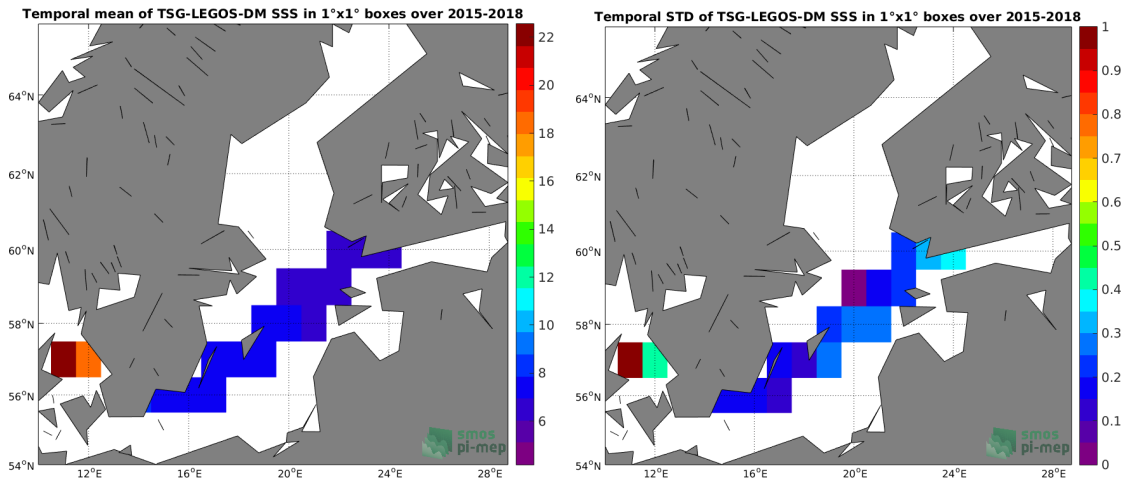 Temporal mean of TSG-LEGOS-DM SSS in 1°x1° boxes over 2015-2018
64°N
62°N
60°N
58°N
56°N
54°N
12°E
16°E
20°E
24°E
28°E
22
20
18
16
14
12
10
8
6
smos
pi-mep
Temporal STD of TSG-LEGOS-DM SSS in 1°x1° boxes over 2015-2018
64°N
62°N
60°N
58°N
56°N
54°N
12°E
16°E
20°E
24°E
28°E
1
0.9
0.8
0.7
0.6
0.5
0.4
0.3
0.2
0.1
0
smos
pi-mep